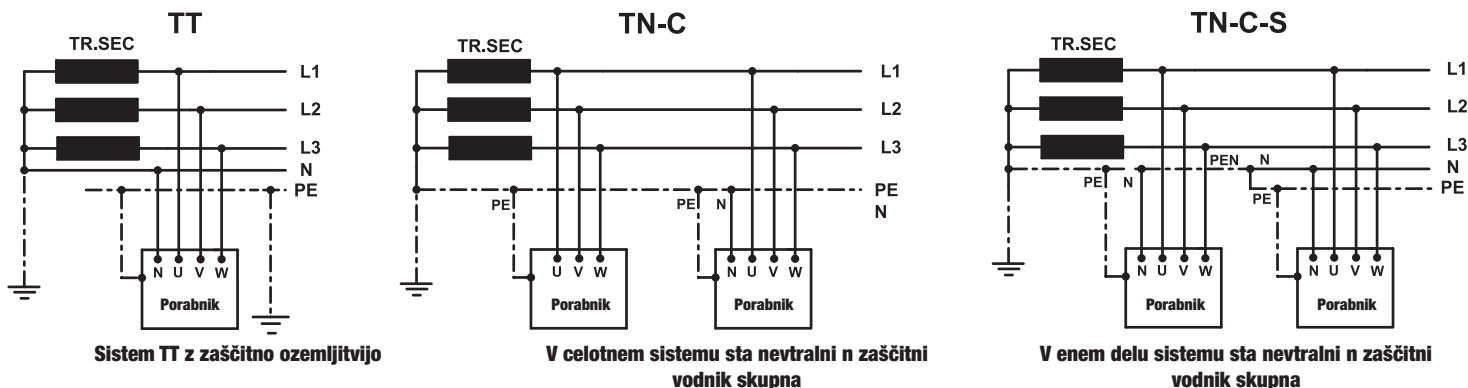 TT
TR.SEC
L1
L2
L3
N
PE
N U V W
Porabnik
Sistem TT z zaščitno ozemljitvijo
TN-C
TR.SEC
L1
L2
L3
PE
N
PE
PE N
U V W
Porabnik
N U V W
Porabnik
V celotnem sistemu sta nevtralni n zaščitni
vodnik skupna
TN-C-S
TR.SEC
L1
L2
L3
N
PE
PE N
PEN N
PE
N U V W
Porabnik
N U V W
Porabnik
V enem delu sistemu sta nevtralni n zaščitni
vodnik skupna